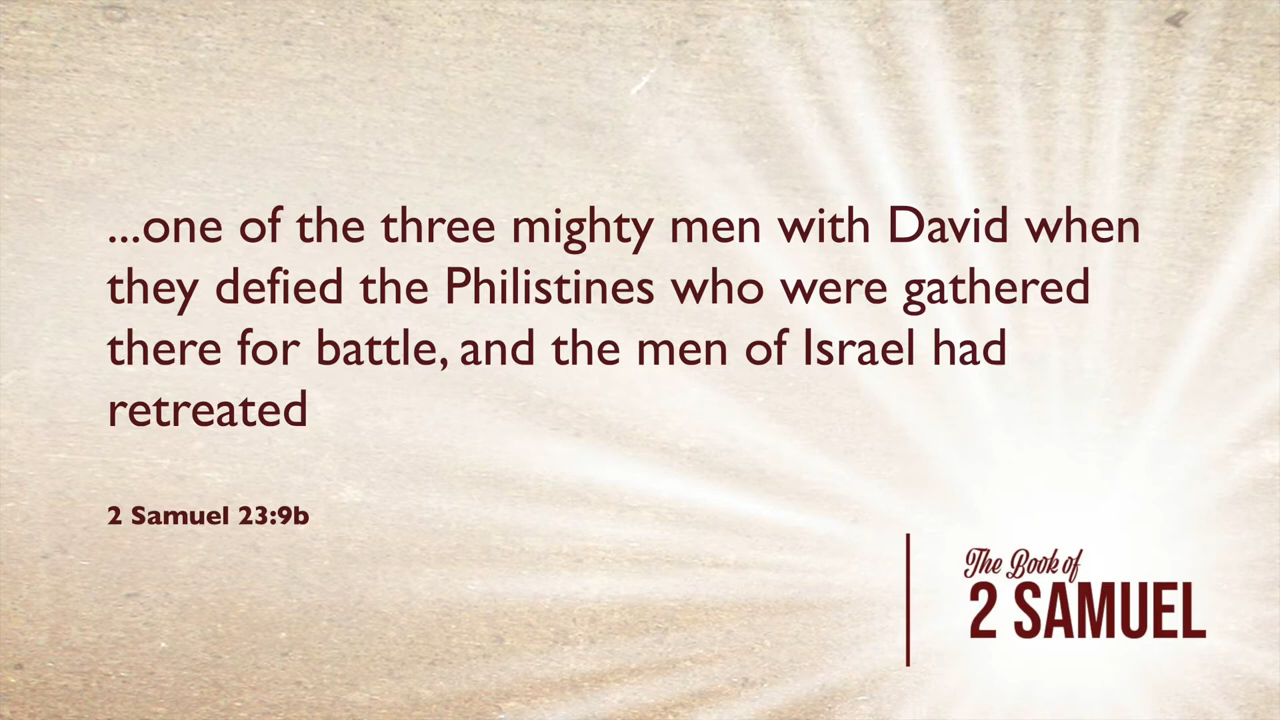 ...one of the three mighty men with David when
they defied the Philistines who were gathered
there for battle, and the men of Israel had
retreated
2 Samuel 23:9b
The Book of
2 SAMUEL